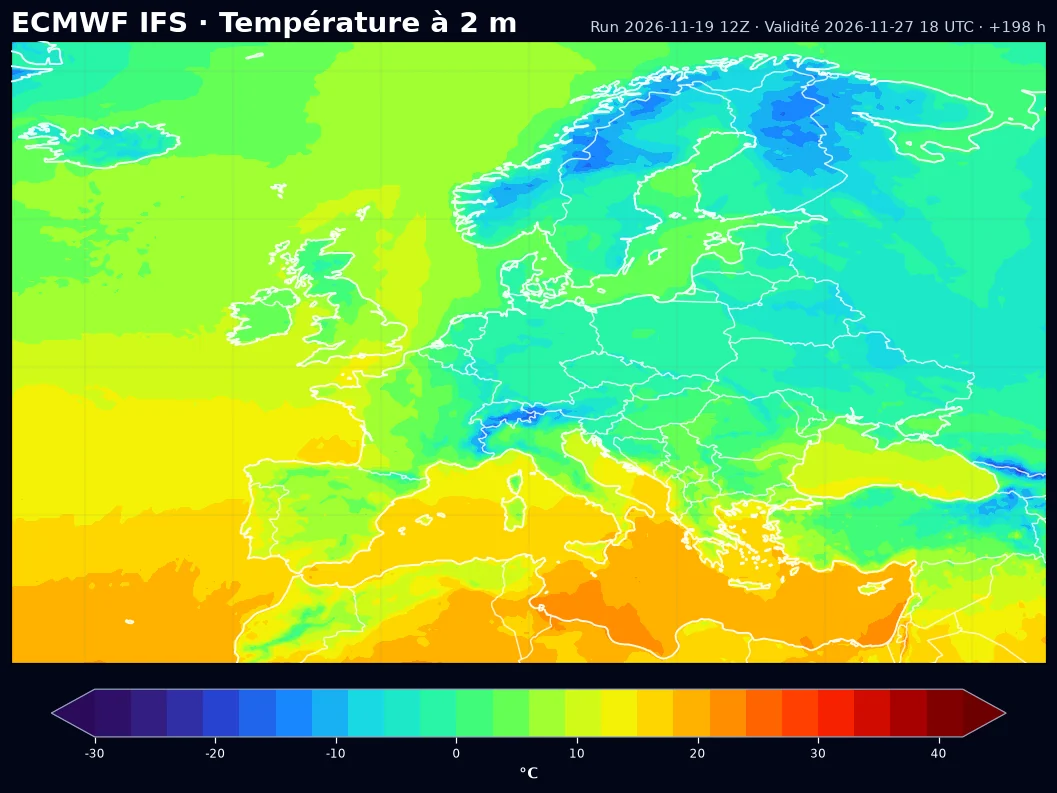 ECMWF IFS · Température à 2 m
Run 2026-11-19 12Z · Validité 2026-11-27 18 UTC · +198 h
-30 -20 -10 0 10 20 30 40
°C